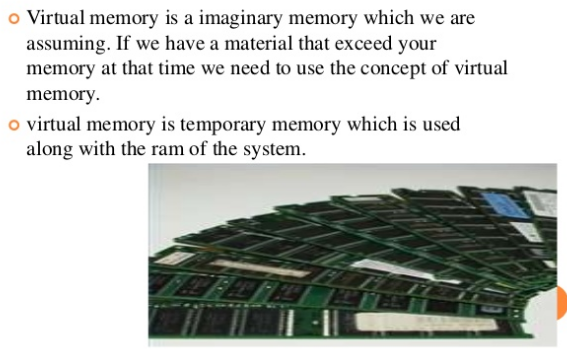 Virtual memory is a imaginary memory which we are
assuming. If we have a material that exceed your
memory at that time we need to use the concept of virtual
memory.
virtual memory is temporary memory which is used
along with the ram of the system.